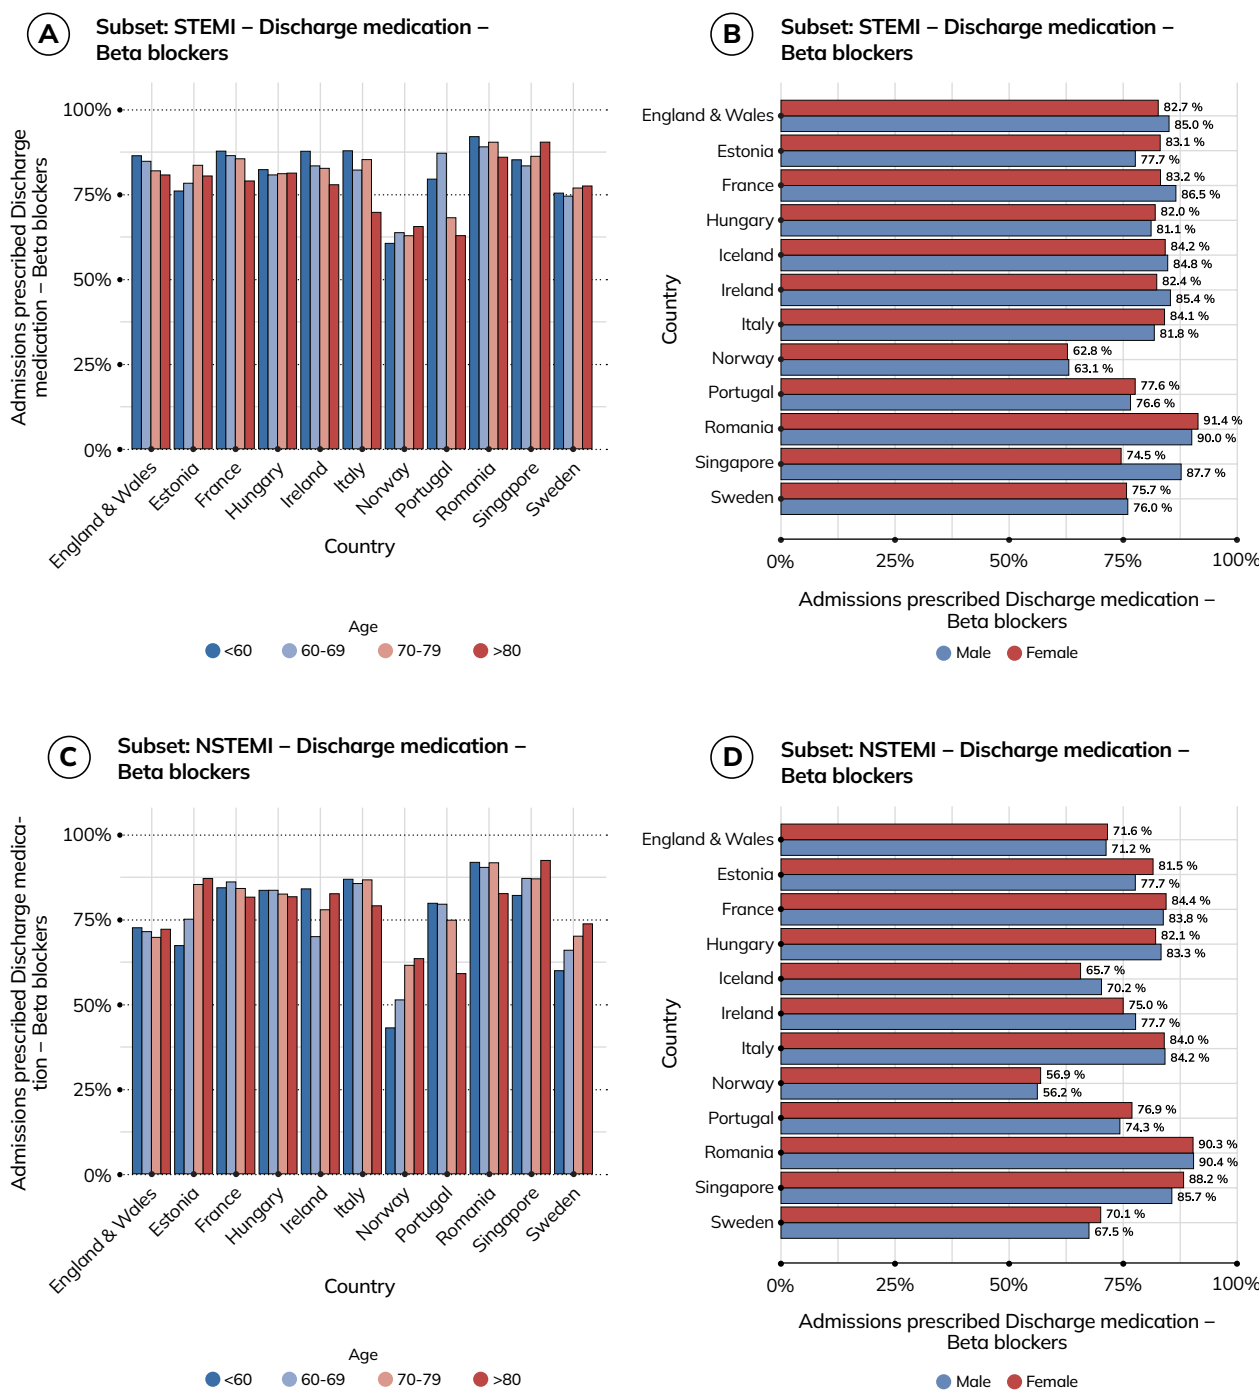 A
Subset: STEMI – Discharge medication –
Beta blockers
Admissions prescribed Discharge
medication – Beta blockers
100%
75%
50%
25%
0%
England & Wales
Estonia
France
Hungary
Ireland
Italy
Norway
Portugal
Romania
Singapore
Sweden
Country
Age
<60
60-69
70-79
>80
B
Subset: STEMI – Discharge medication –
Beta blockers
Country
England & Wales
82.7 %
85.0 %
Estonia
83.1 %
77.7 %
France
83.2 %
86.5 %
Hungary
82.0 %
81.1 %
Iceland
84.2 %
84.8 %
Ireland
82.4 %
85.4 %
Italy
84.1 %
81.8 %
Norway
62.8 %
63.1 %
Portugal
77.6 %
76.6 %
Romania
91.4 %
90.0 %
Singapore
74.5 %
87.7 %
Sweden
75.7 %
76.0 %
0%
25%
50%
75%
100%
Admissions prescribed Discharge medication –
Beta blockers
Male
Female
C
Subset: NSTEMI – Discharge medication –
Beta blockers
Admissions prescribed Discharge medica-
tion – Beta blockers
100%
75%
50%
25%
0%
England & Wales
Estonia
France
Hungary
Ireland
Italy
Norway
Portugal
Romania
Singapore
Sweden
Country
Age
<60
60-69
70-79
>80
D
Subset: NSTEMI – Discharge medication –
Beta blockers
Country
England & Wales
71.6 %
71.2 %
Estonia
81.5 %
77.7 %
France
84.4 %
83.8 %
Hungary
82.1 %
83.3 %
Iceland
65.7 %
70.2 %
Ireland
75.0 %
77.7 %
Italy
84.0 %
84.2 %
Norway
56.9 %
56.2 %
Portugal
76.9 %
74.3 %
Romania
90.3 %
90.4 %
Singapore
88.2 %
85.7 %
Sweden
70.1 %
67.5 %
0%
25%
50%
75%
100%
Admissions prescribed Discharge medication –
Beta blockers
Male
Female